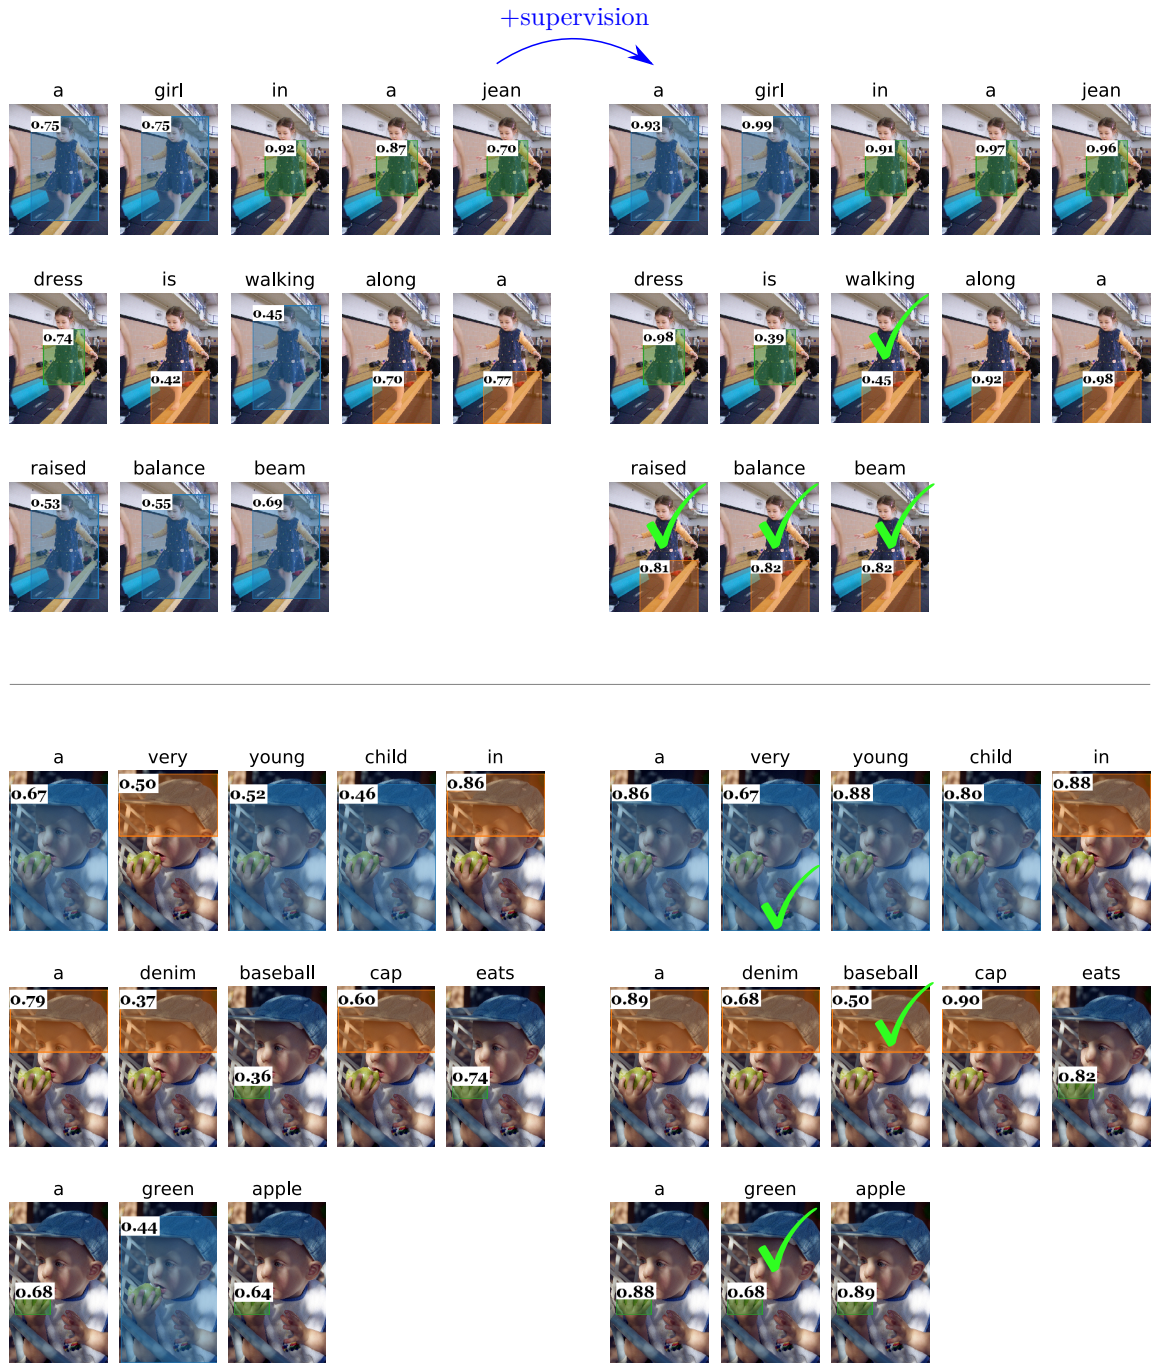 +supervision
a girl in a jean a girl in a jean
0.75 0.75 0.92 0.87 0.70 0.93 0.99 0.91 0.97 0.96
dress is walking along a dress is walking along a
0.74 0.42 0.45 0.70 0.77 0.98 0.39 0.45 0.92 0.98
raised balance beam raised balance beam
0.53 0.55 0.69 0.81 0.82 0.82
a very young child in a very young child in
0.67 0.50 0.52 0.46 0.86 0.86 0.67 0.88 0.80 0.88
a denim baseball cap eats a denim baseball cap eats
0.79 0.37 0.36 0.60 0.74 0.89 0.68 0.50 0.90 0.82
a green apple a green apple
0.68 0.44 0.64 0.88 0.68 0.89